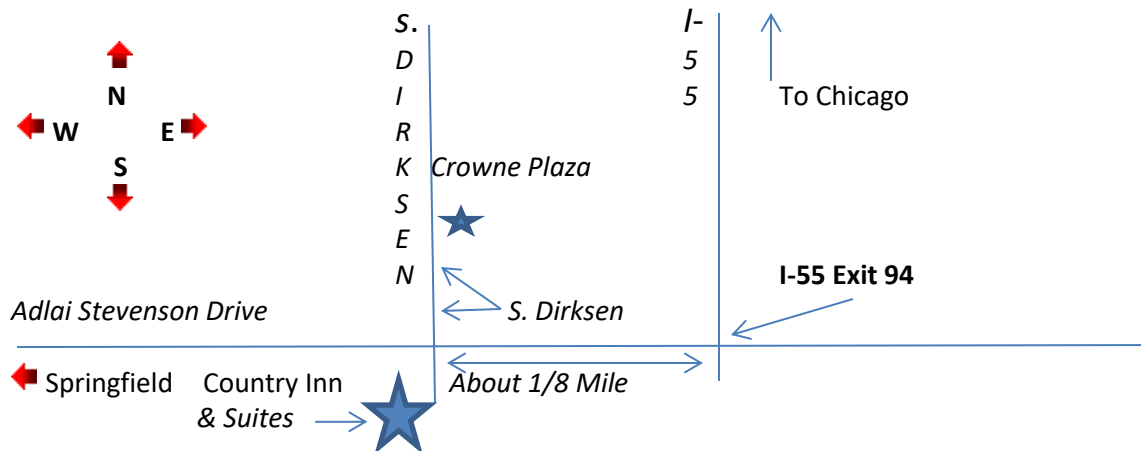 S.
D
I
R
K
S
E
N
I-
5
5
N
W E
S
To Chicago
Crowne Plaza
I-55 Exit 94
Adlai Stevenson Drive
S. Dirksen
Springfield
Country Inn
& Suites
About 1/8 Mile